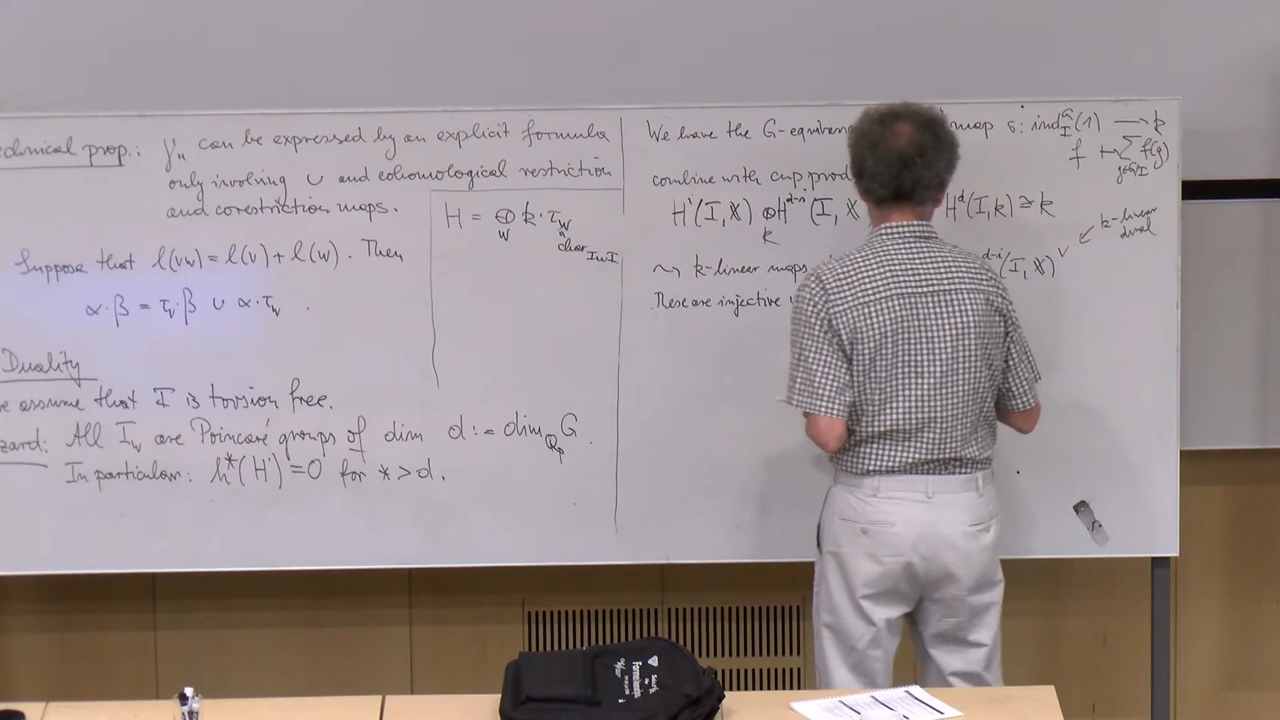 echnical prop.: γ_u can be expressed by an explicit formula
only involving ∪ and cohomological restriction
and corestriction maps.
Suppose that ℓ(vw) = ℓ(v) + ℓ(w). Then
α·β = τ_v·β ∪ α·τ_w.
H = ⊕_W k·τ_w
char_{IwI}
Duality
e assume that I is torsion free.
zard: All I_w are Poincaré groups of dim d := dim_{Q_p} G.
In particular: h^*(H) = 0 for * > d.
We have the G-equivar map s: ind_I^G(1) → k
f ↦ Σ_{g∈G/I} f(g)
combine with cup prod
H^i(I,X) ⊗_k H^{d-i}(I,X H^d(I,k) ≅ k
⇝ k-linear maps d-i(I,X)^∨ ↙ k-linear dual
These are injective